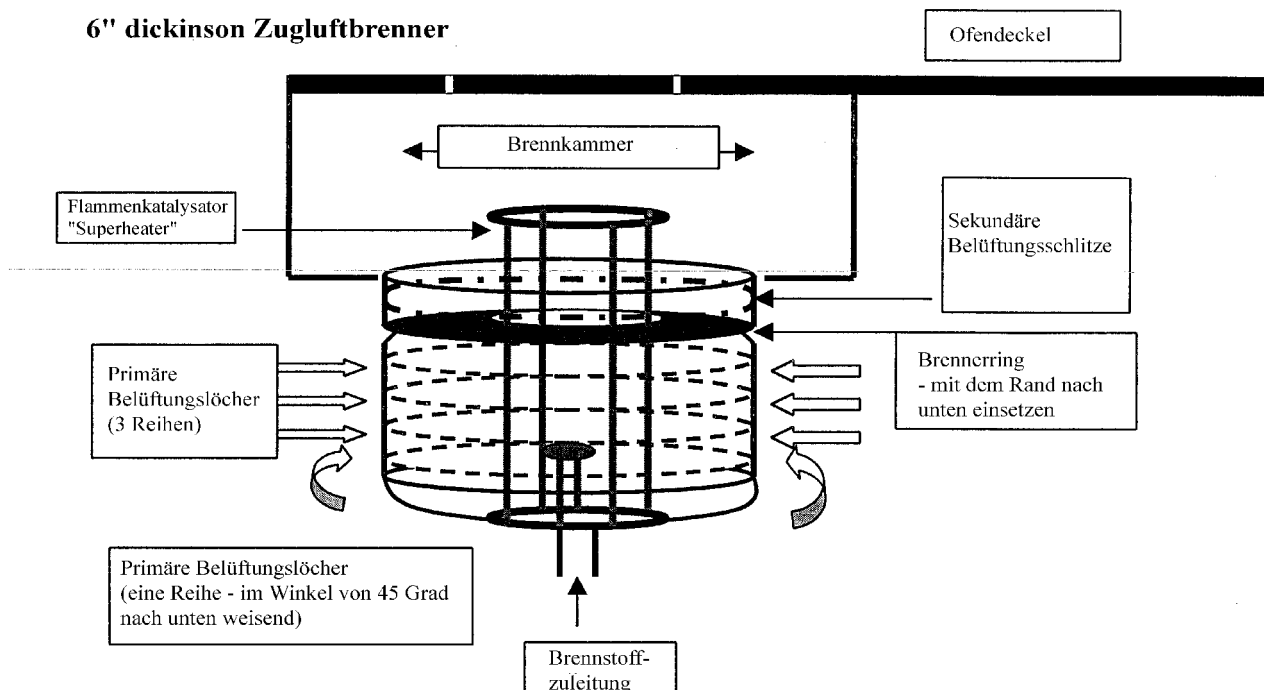 6" dickinson Zugluftbrenner
Ofendeckel
Brennkammer
Flammenkatalysator
"Superheater"
Sekundäre
Belüftungsschlitze
Primäre
Belüftungslöcher
(3 Reihen)
Brennerring
- mit dem Rand nach
unten einsetzen
Primäre Belüftungslöcher
(eine Reihe - im Winkel von 45 Grad
nach unten weisend)
Brennstoff-
zuleitung